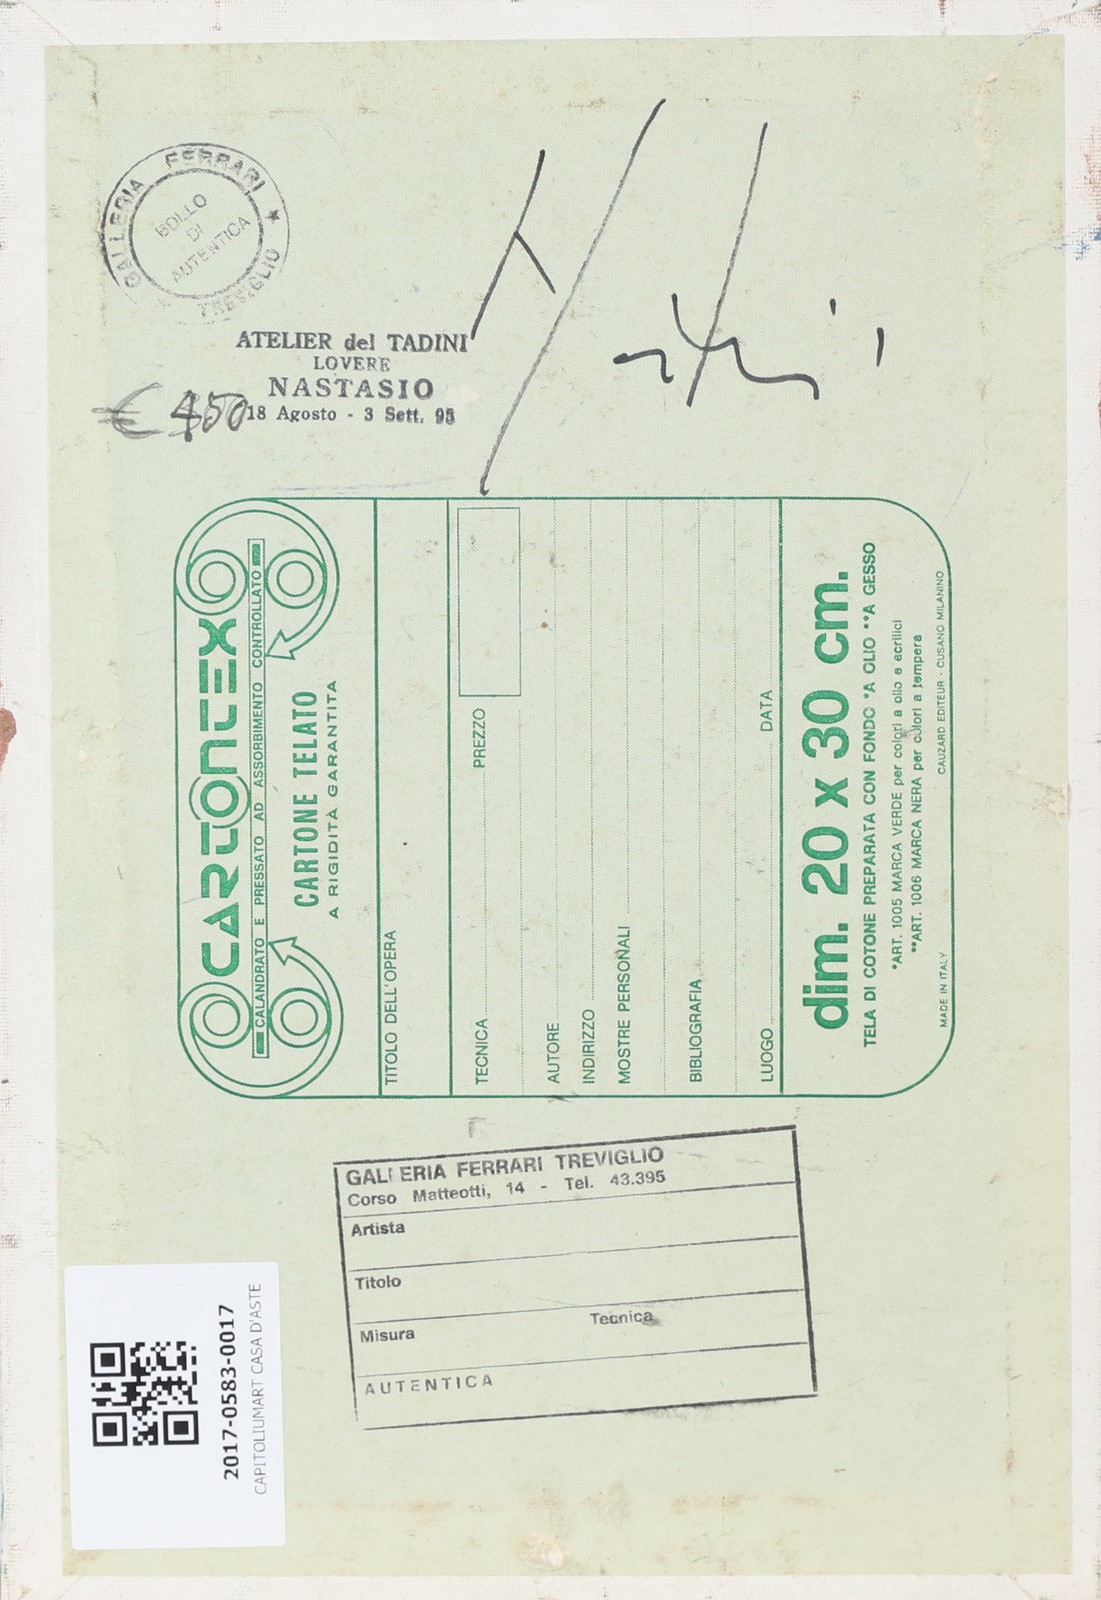 GALLERIA FERRARI ★ TREVIGLIO
BOLLO
DI
AUTENTICA
ATELIER del TADINI
LOVERE
NASTASIO
18 Agosto - 3 Sett. 95
€ 450
CARTONTEX
CALANDRATO E PRESSATO AD ASSORBIMENTO CONTROLLATO
CARTONE TELATO
A RIGIDITÀ GARANTITA
TITOLO DELL'OPERA
TECNICA PREZZO
AUTORE
INDIRIZZO
MOSTRE PERSONALI
BIBLIOGRAFIA
LUOGO DATA
dim. 20 x 30 cm.
TELA DI COTONE PREPARATA CON FONDO *A OLIO **A GESSO
*ART. 1005 MARCA VERDE per colori a olio e acrilici
**ART. 1006 MARCA NERA per colori a tempera
MADE IN ITALY CAUZARD EDITEUR - CUSANO MILANINO
GALLERIA FERRARI TREVIGLIO
Corso Matteotti, 14 - Tel. 43.395
Artista
Titolo
Misura Tecnica
AUTENTICA
2017-0583-0017
CAPITOLIUMART CASA D'ASTE